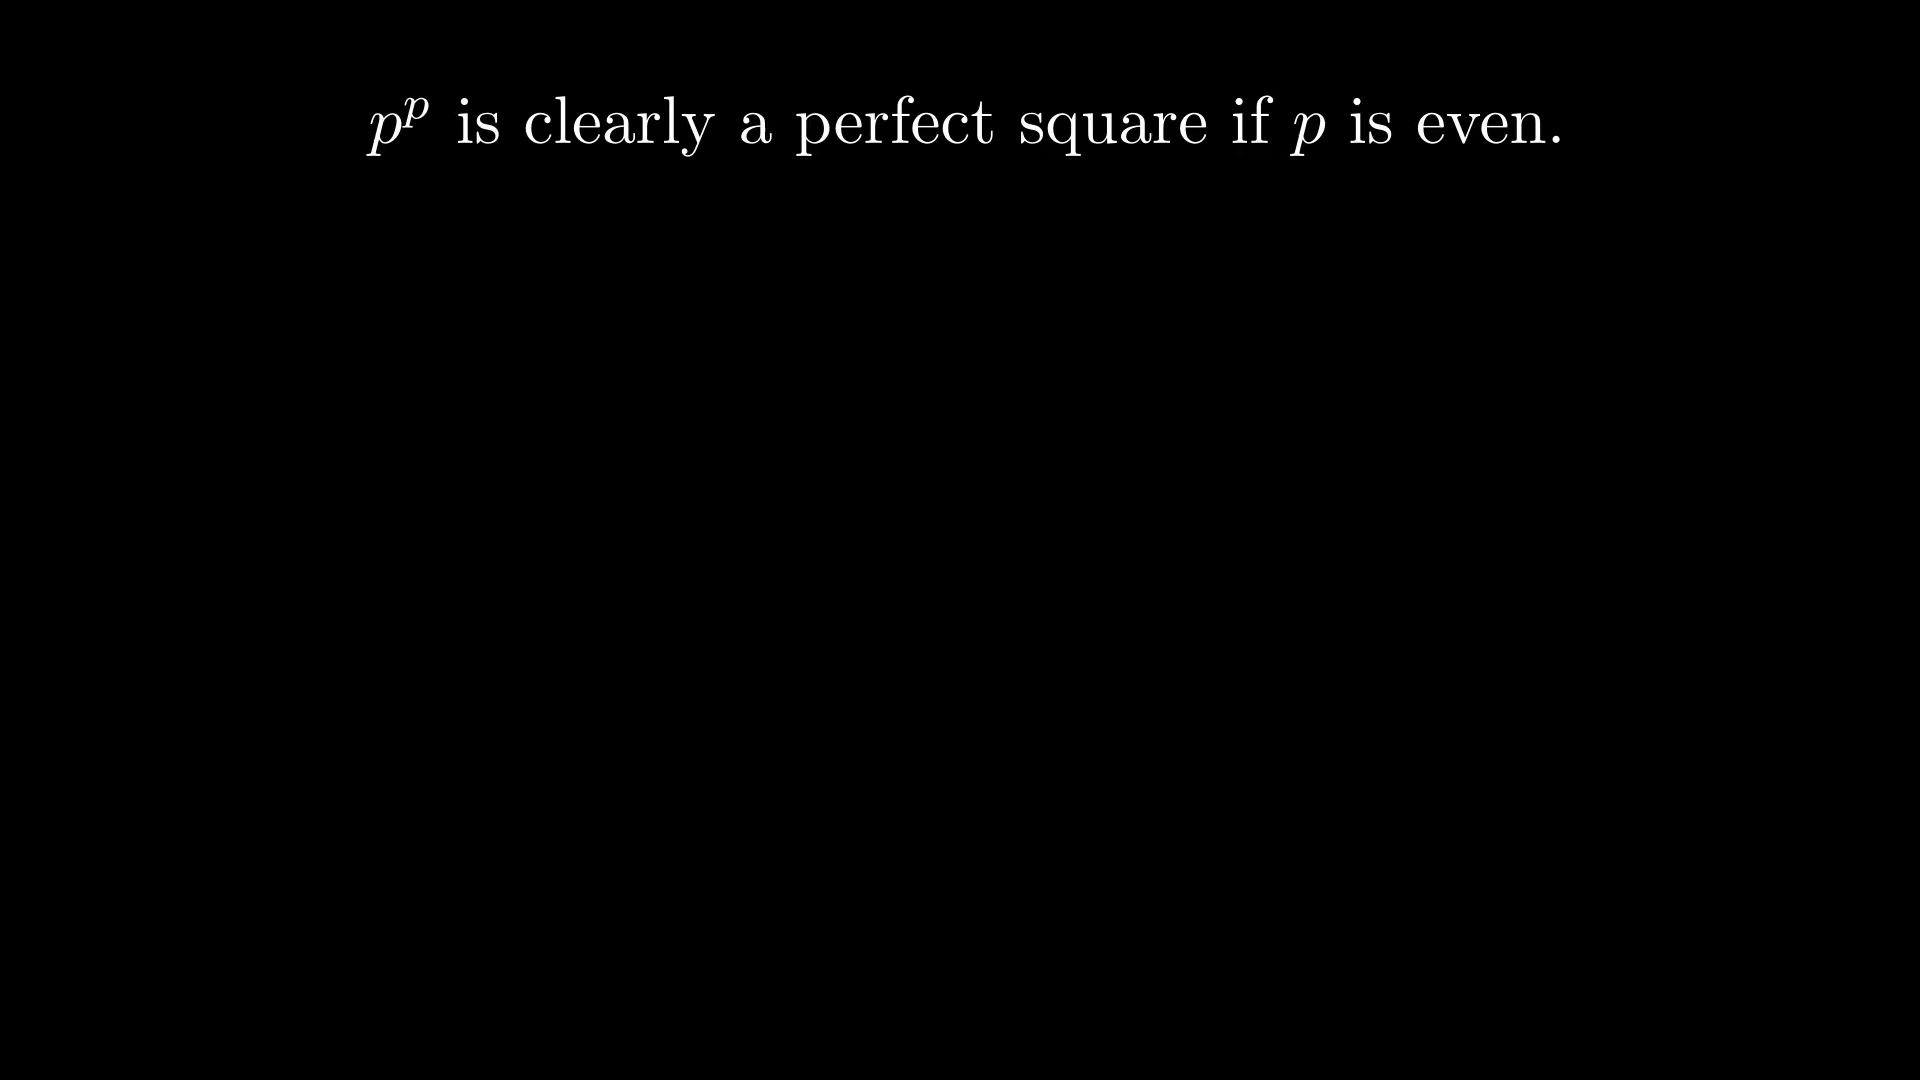 $p^p$ is clearly a perfect square if $p$ is even.